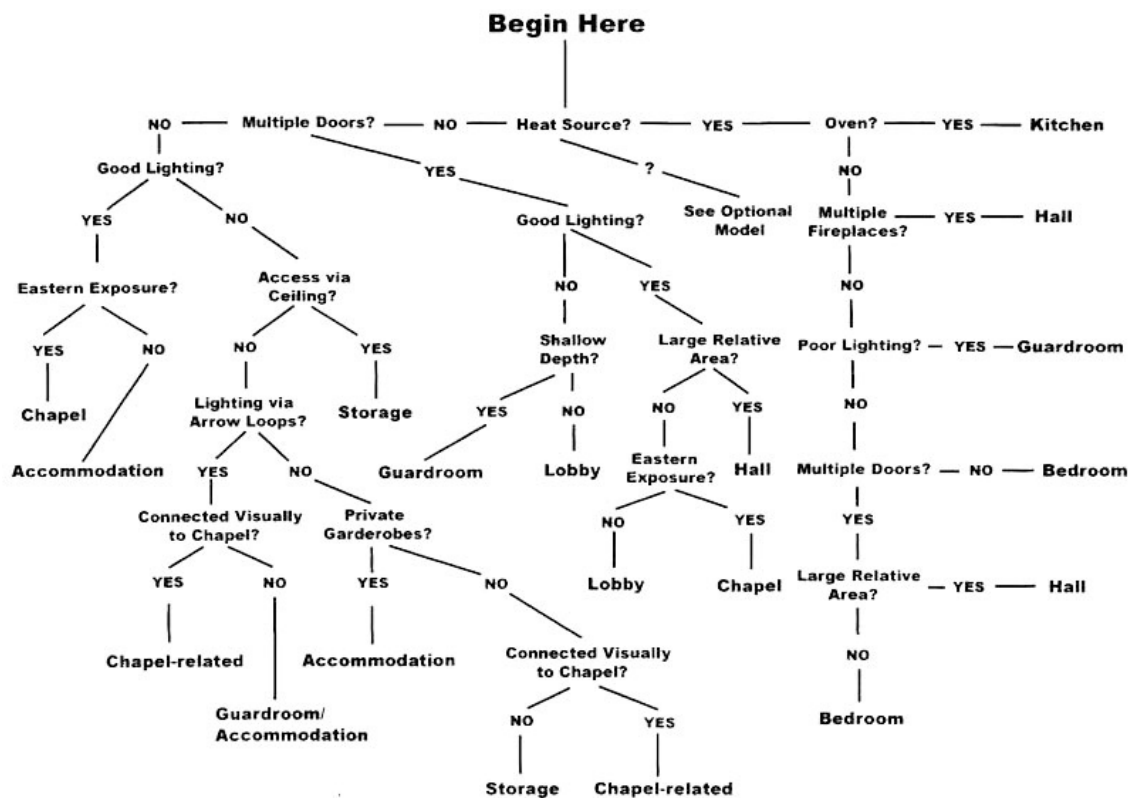 Begin Here
NO Multiple Doors? NO Heat Source? YES Oven? YES Kitchen
Good Lighting? YES ? NO
YES NO Good Lighting? See Optional Model Multiple Fireplaces? YES Hall
Eastern Exposure? Access via Ceiling? NO YES NO
YES NO NO YES Shallow Depth? Large Relative Area? Poor Lighting? YES Guardroom
Chapel Lighting via Arrow Loops? Storage YES NO NO YES NO
Accommodation YES NO Guardroom Lobby Eastern Exposure? Hall Multiple Doors? NO Bedroom
Connected Visually to Chapel? Private Garderobes? NO YES YES
YES NO YES NO Lobby Chapel Large Relative Area? YES Hall
Chapel-related Accommodation Connected Visually to Chapel? NO
Guardroom/ Accommodation NO YES Bedroom
Storage Chapel-related